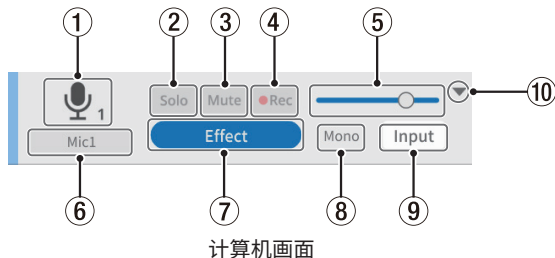 ① ② ③ ④ ⑤
1 Solo Mute Rec ⑩
Mic1 Effect Mono Input
⑥ ⑦ ⑧ ⑨
计算机画面